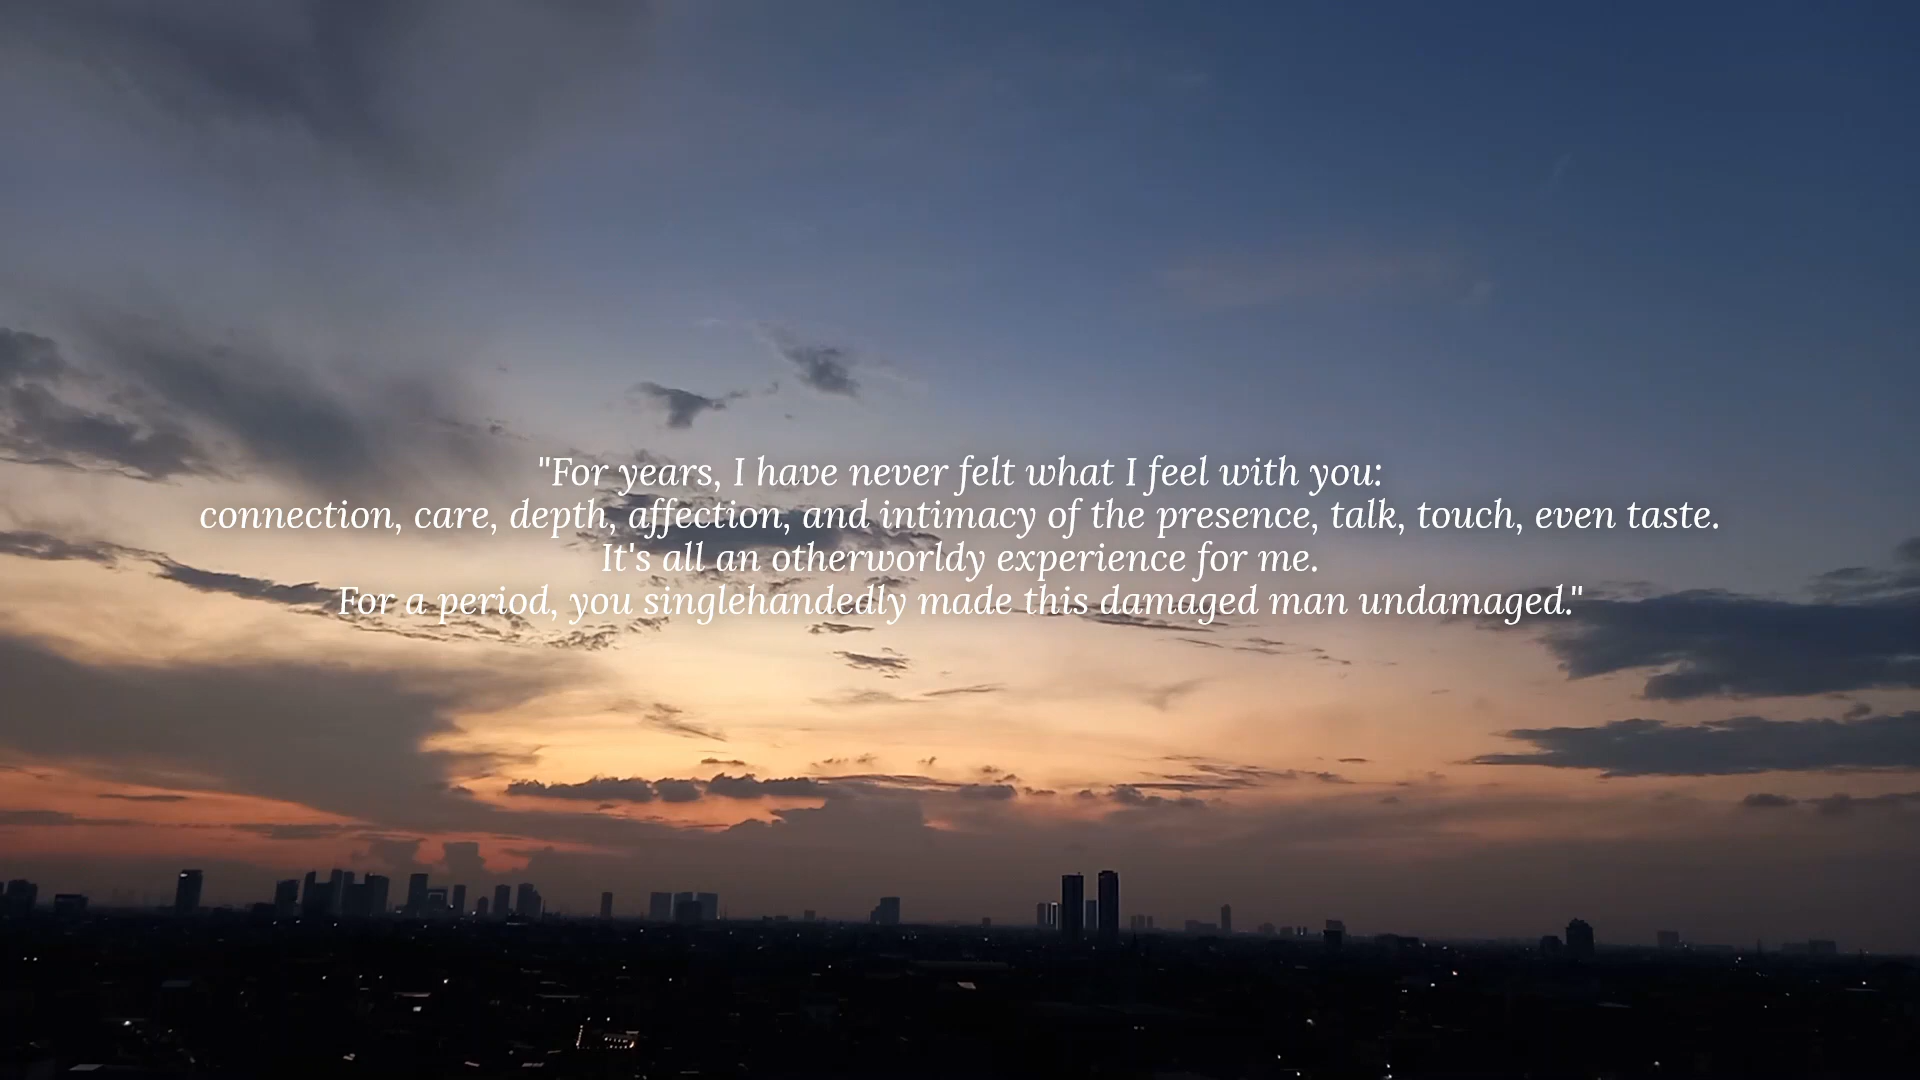 "For years, I have never felt what I feel with you:
connection, care, depth, affection, and intimacy of the presence, talk, touch, even taste.
It's all an otherworldy experience for me.
For a period, you singlehandedly made this damaged man undamaged."